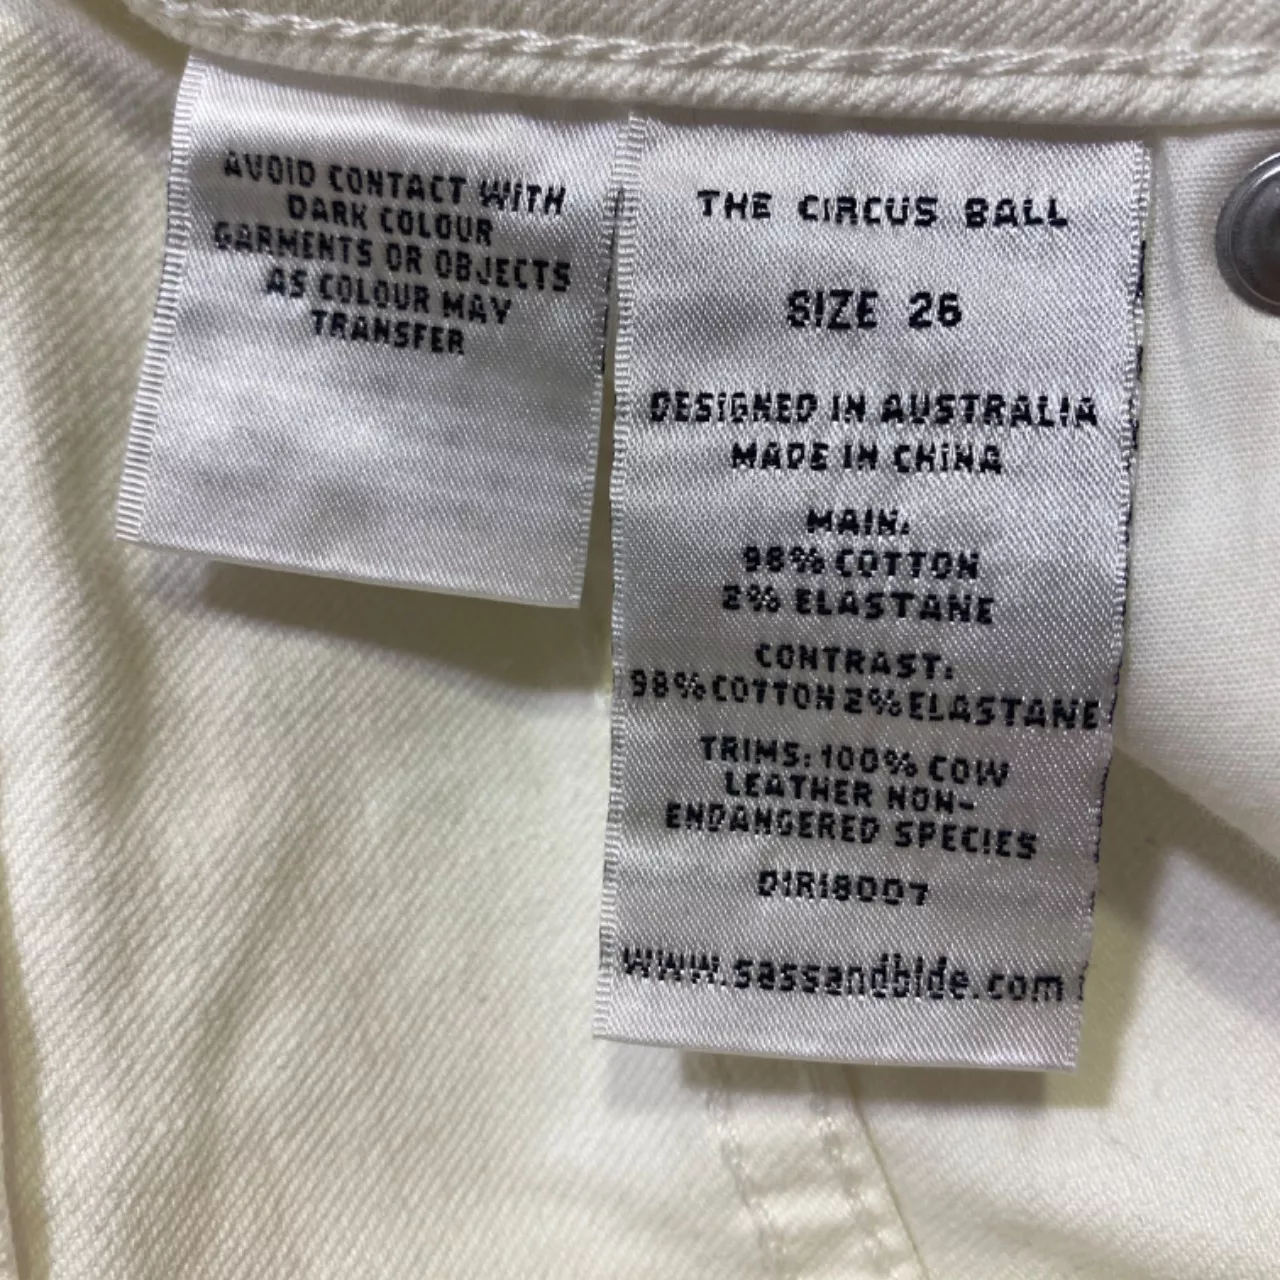 AVOID CONTACT WITH
DARK COLOUR
GARMENTS OR OBJECTS
AS COLOUR MAY
TRANSFER
THE CIRCUS BALL
SIZE 26
DESIGNED IN AUSTRALIA
MADE IN CHINA
MAIN:
98% COTTON
2% ELASTANE
CONTRAST:
98% COTTON 2% ELASTANE
TRIMS: 100% COW
LEATHER NON-
ENDANGERED SPECIES
DIRI8007
www.sassandbide.com